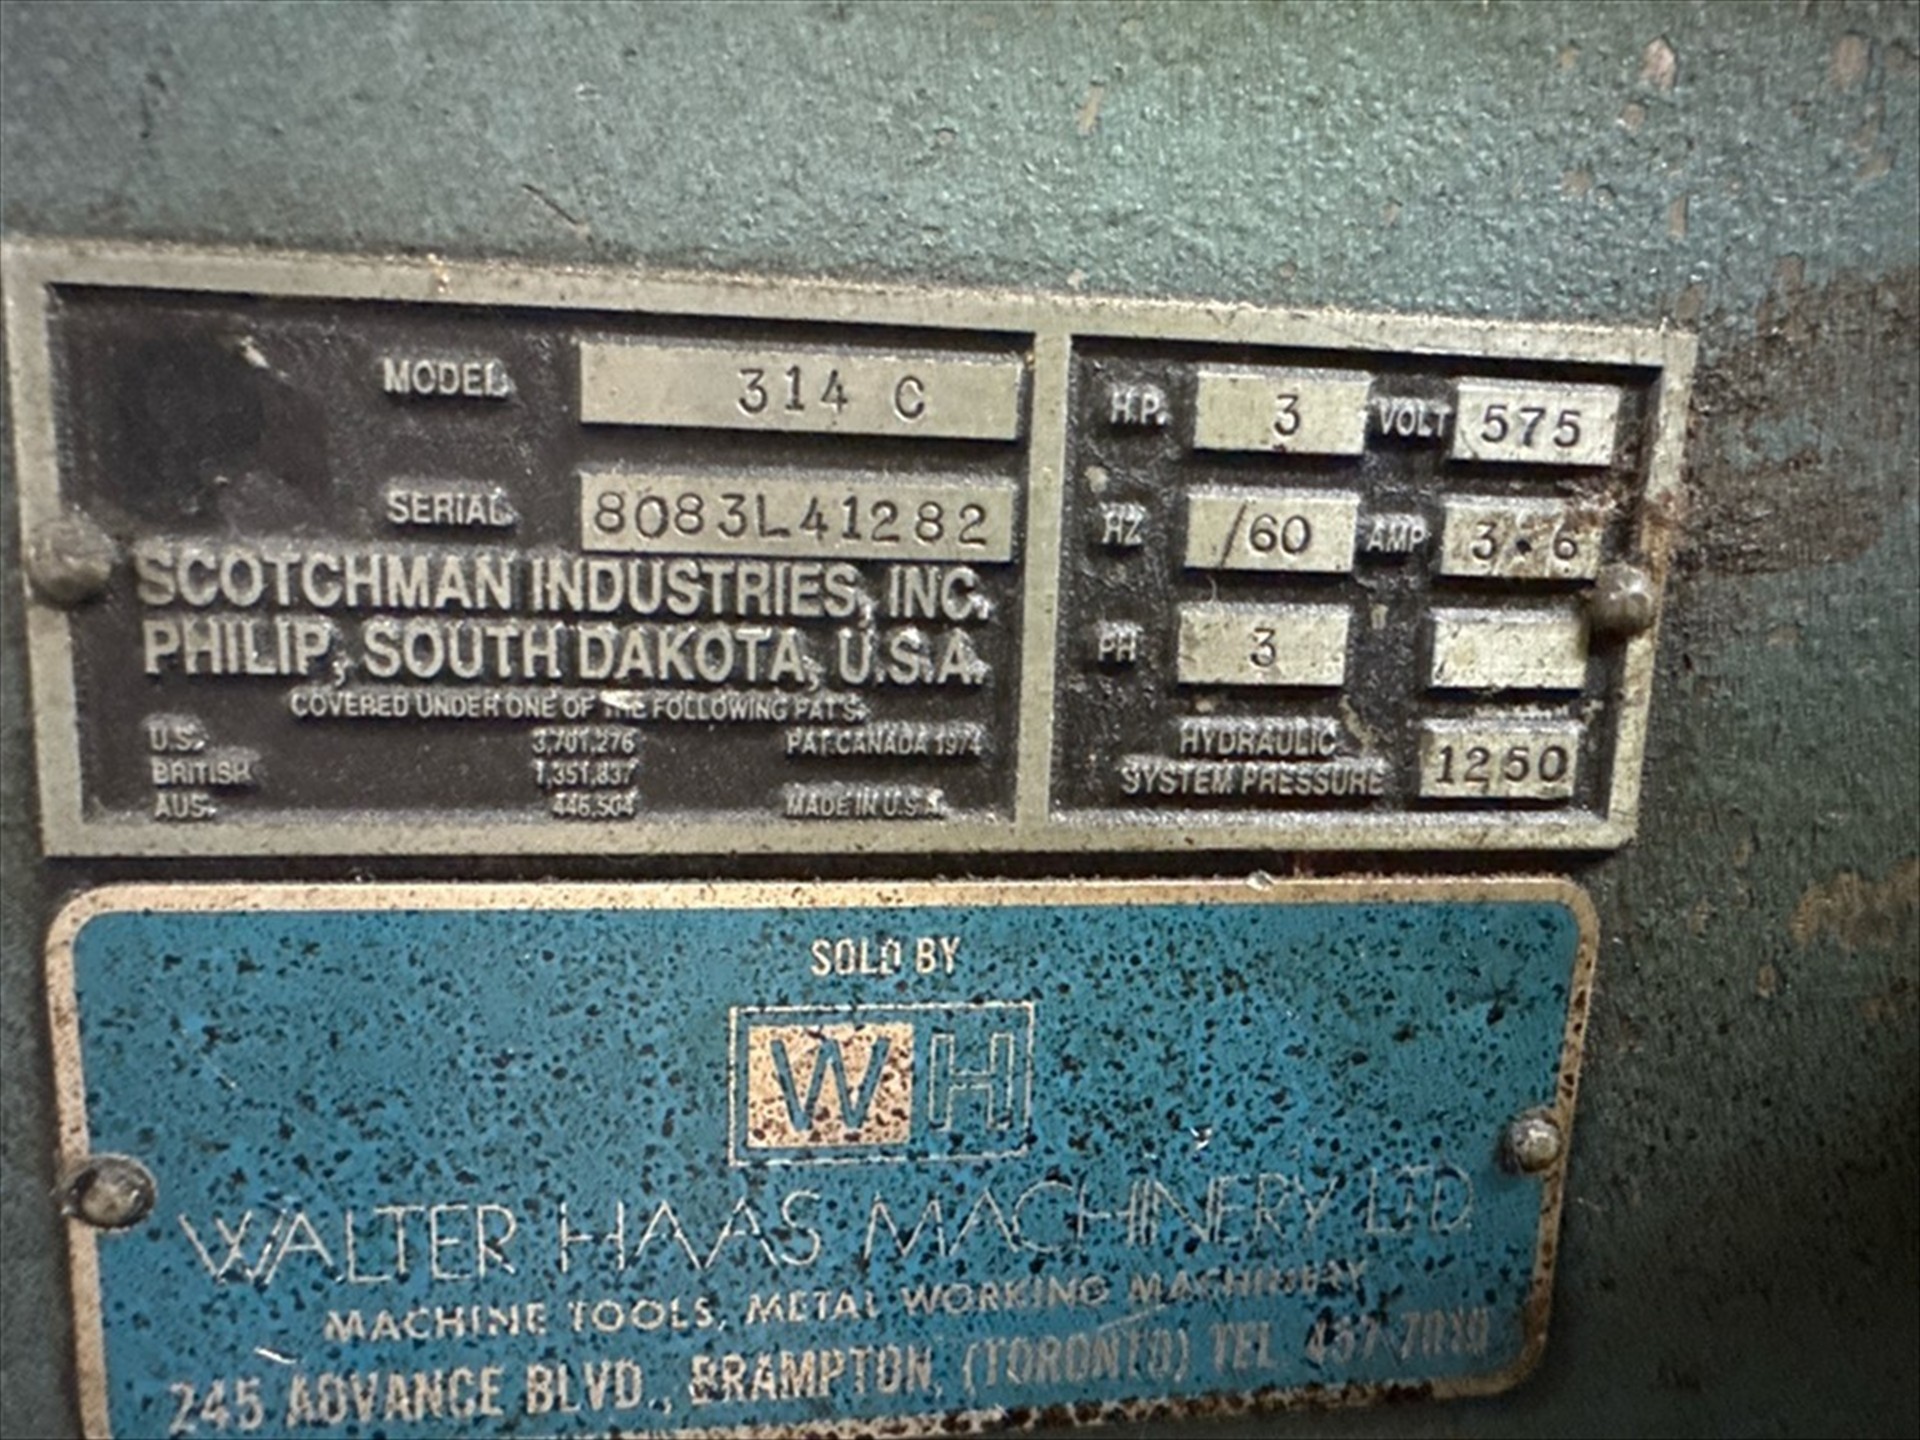 MODEL 314 C
SERIAL 8083L41282
SCOTCHMAN INDUSTRIES, INC.
PHILIP, SOUTH DAKOTA, U.S.A.
COVERED UNDER ONE OF THE FOLLOWING PAT'S.
U.S. 3,701,276 PAT. CANADA 1974
BRITISH 1,351,837
AUS. 446,504 MADE IN U.S.A.
H.P. 3 VOLT 575
HZ /60 AMP 3.6
PH 3 /
HYDRAULIC
SYSTEM PRESSURE 1250
SOLD BY
WH
WALTER HAAS MACHINERY LTD.
MACHINE TOOLS, METAL WORKING MACHINERY
245 ADVANCE BLVD., BRAMPTON, (TORONTO) TEL.